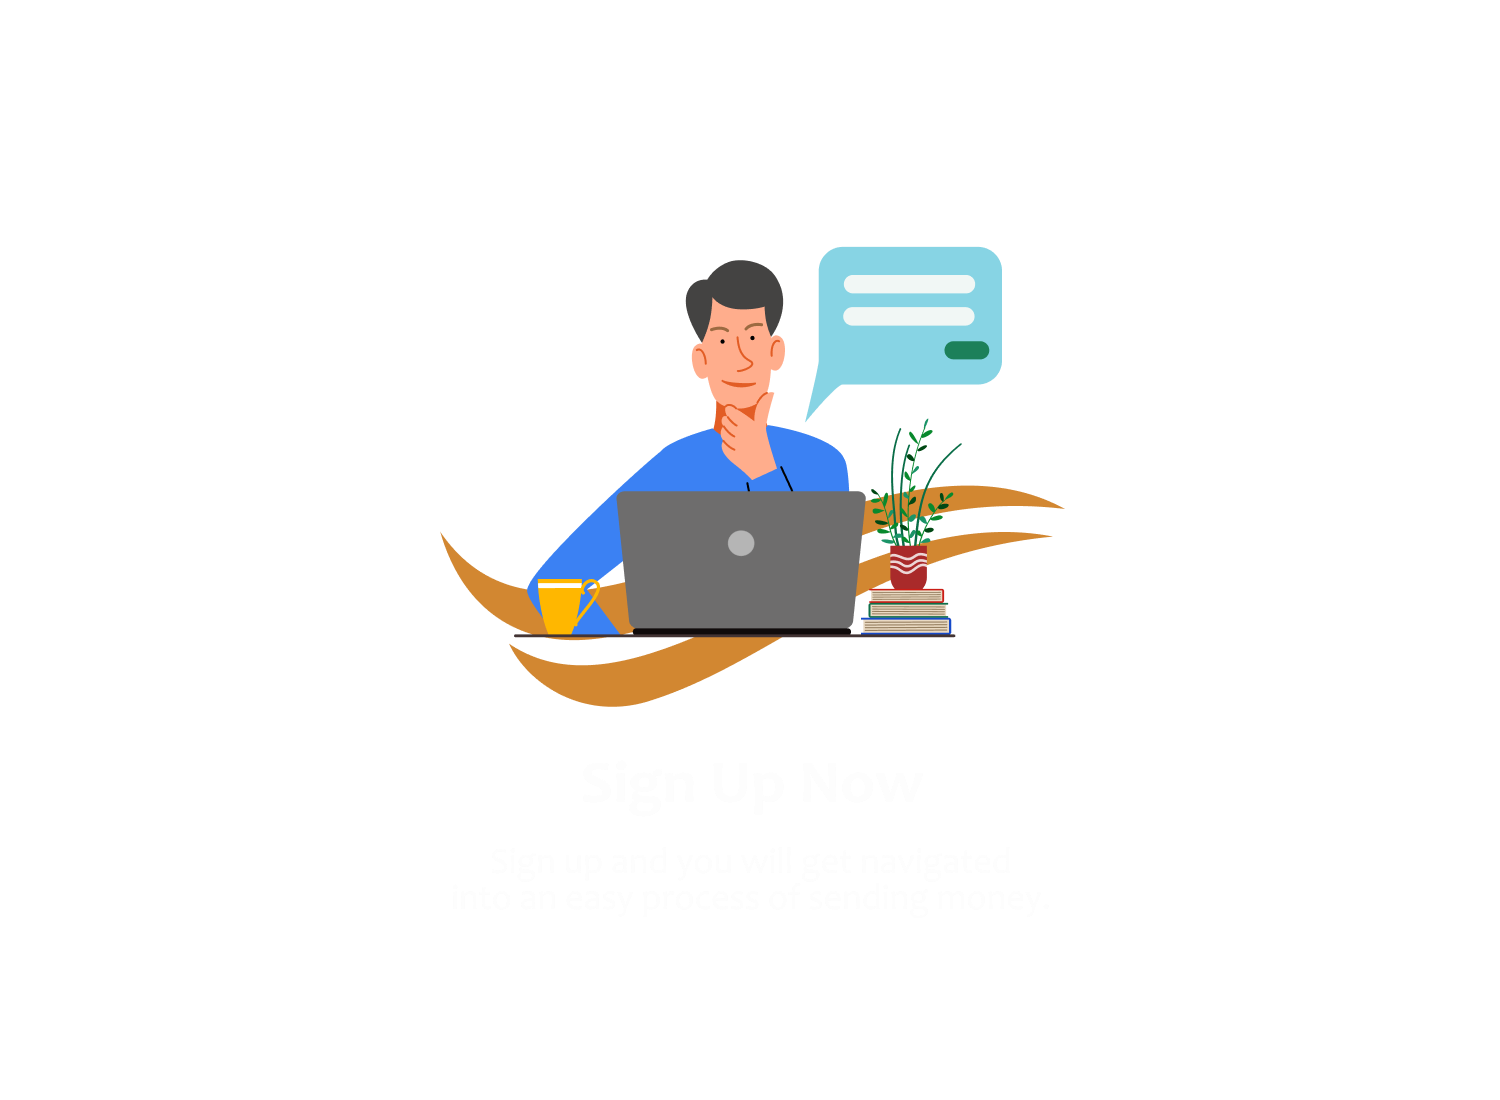 Sign Up Now
Sign up and you will get navigated
into an easy process of sending money.